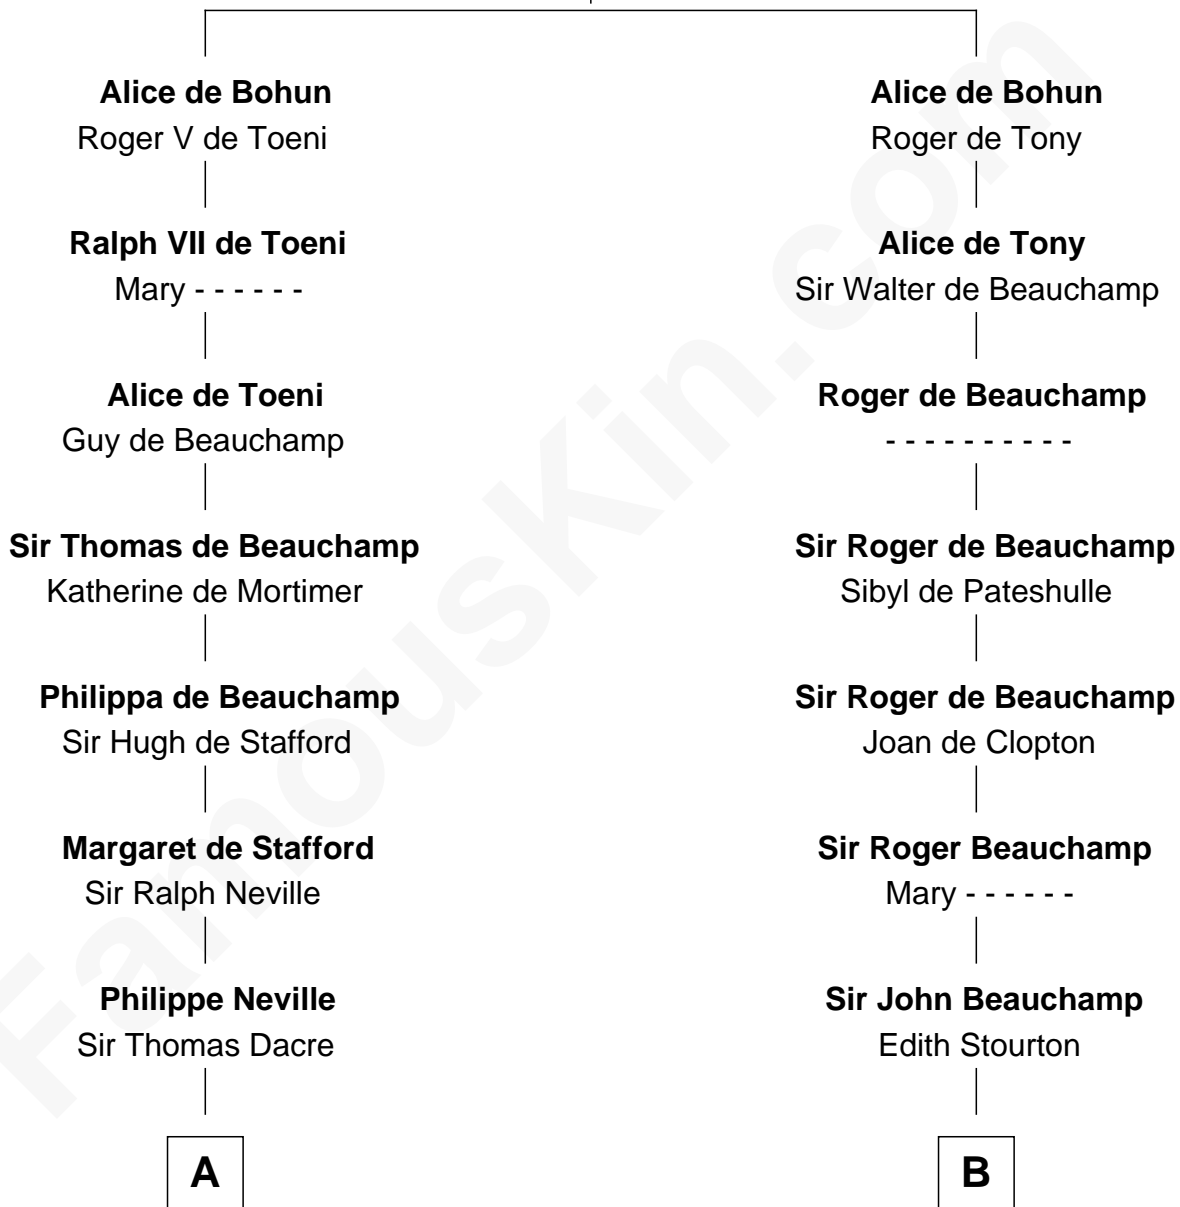 Alice de Bohun
Roger V de Toeni
Ralph VII de Toeni
Mary - - - - - -
Alice de Toeni
Guy de Beauchamp
Sir Thomas de Beauchamp
Katherine de Mortimer
Philippa de Beauchamp
Sir Hugh de Stafford
Margaret de Stafford
Sir Ralph Neville
Philippe Neville
Sir Thomas Dacre
A
Alice de Bohun
Roger de Tony
Alice de Tony
Sir Walter de Beauchamp
Roger de Beauchamp
- - - - - - - - - -
Sir Roger de Beauchamp
Sibyl de Pateshulle
Sir Roger de Beauchamp
Joan de Clopton
Sir Roger Beauchamp
Mary - - - - - -
Sir John Beauchamp
Edith Stourton
B
FamousKin.com